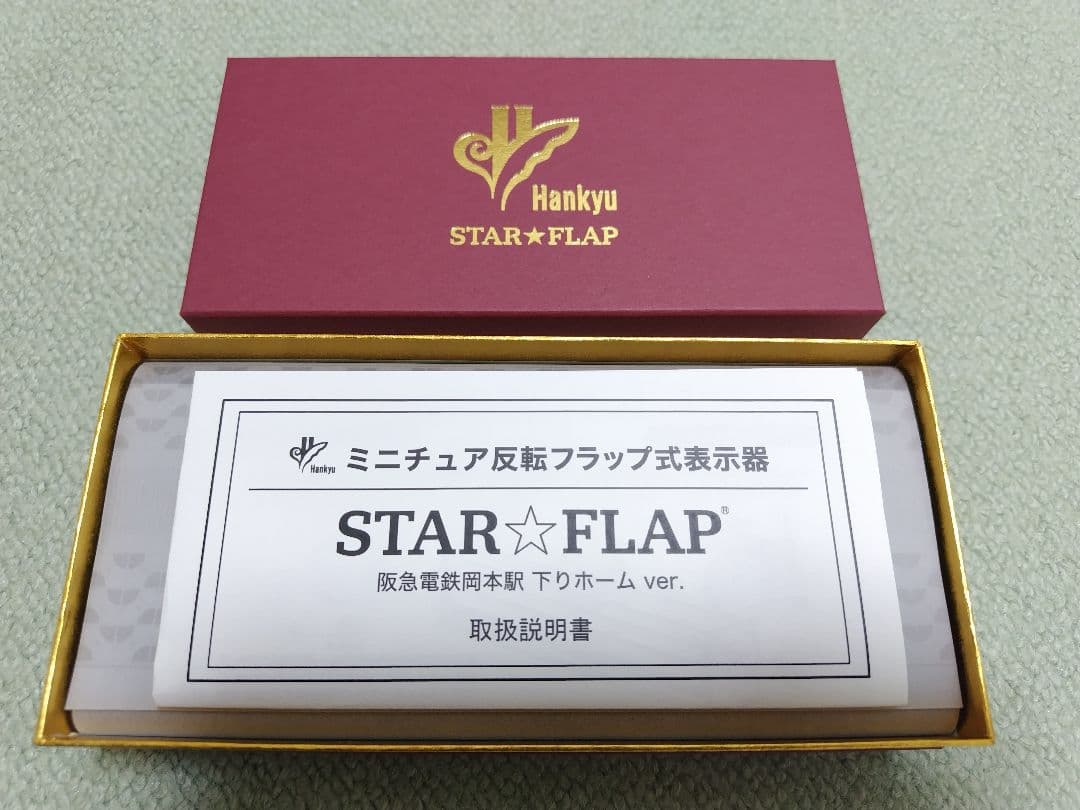 Hankyu
STAR★FLAP
Hankyu ミニチュア反転フラップ式表示器
STAR☆FLAP®
阪急電鉄岡本駅 下りホーム ver.
取扱説明書